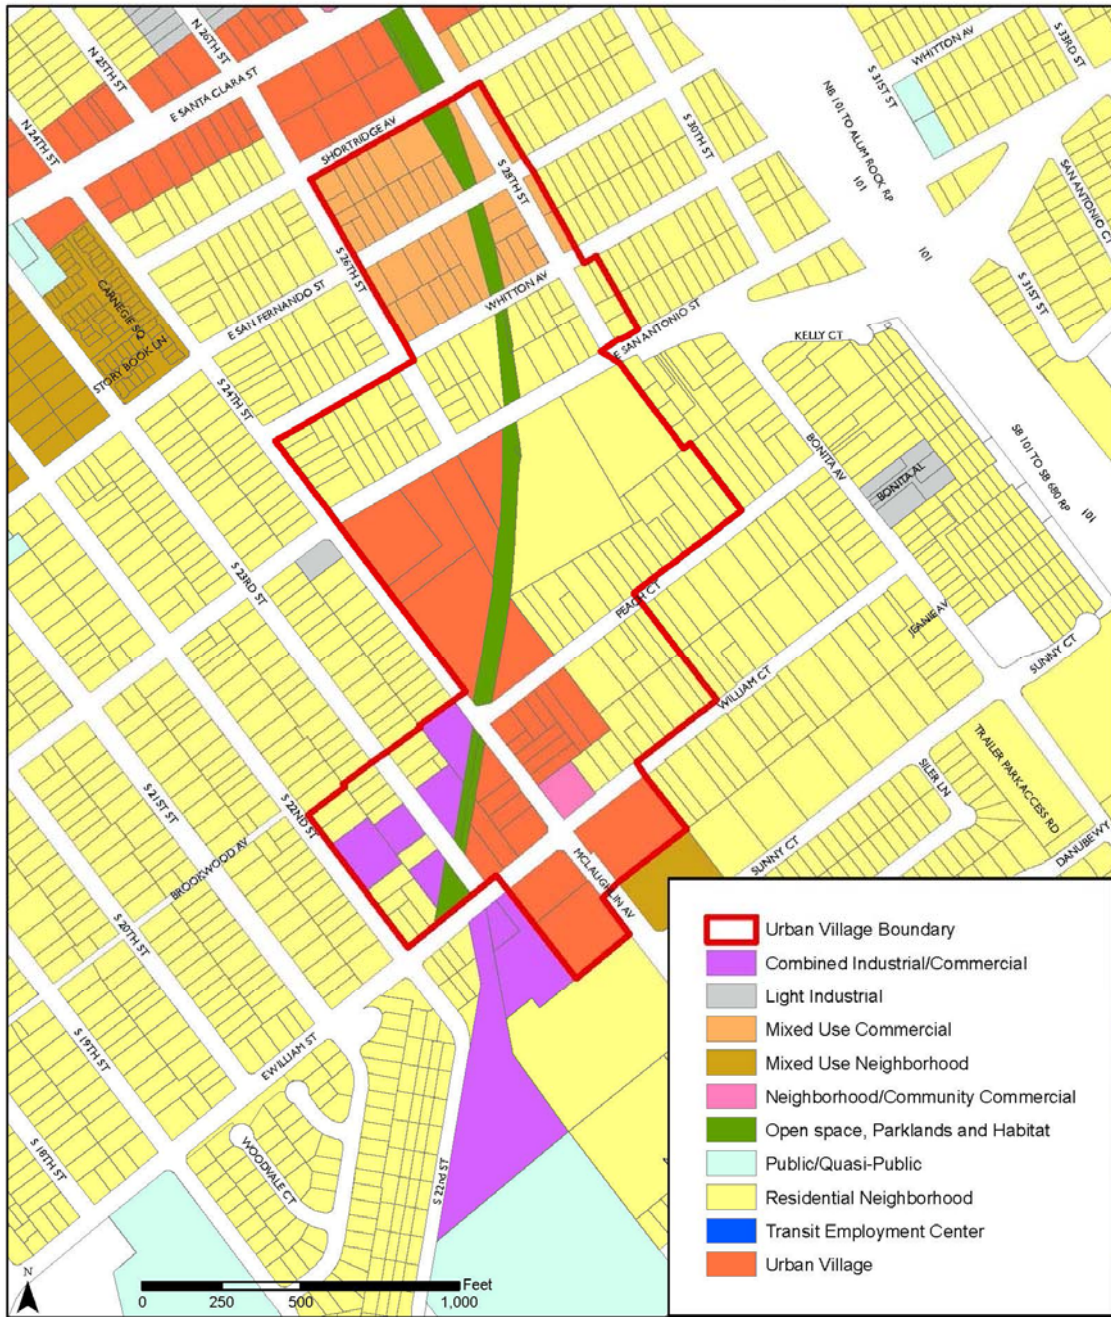 N 26TH ST
N 25TH ST
N 24TH ST
E SANTA CLARA ST
SHORTRIDGE AV
S 28TH ST
S 30TH ST
S 31ST ST
WHITTON AV
S 33RD ST
NB 101 TO ALUM ROCK RP
101
101
SAN ANTONIO CT
S 31ST ST
S 26TH ST
WHITTON AV
E SAN FERNANDO ST
CARNEGIE SQ
STORY BOOK LN
S 24TH ST
E SAN ANTONIO ST
KELLY CT
BONITA AV
BONITA AL
SB 101 TO SB 680 RP
101
S 23RD ST
PEACH CT
JEANIE AV
SUNNY CT
WILLIAM CT
S 22ND ST
S 21ST ST
BROOKWOOD AV
S 20TH ST
MCLAUGHLIN AV
SUNNY CT
SILER LN
TRAILER PARK ACCESS RD
DANUBE WY
S 19TH ST
S 18TH ST
E WILLIAM ST
WOODVALE CT
S 22nd ST
Urban Village Boundary
Combined Industrial/Commercial
Light Industrial
Mixed Use Commercial
Mixed Use Neighborhood
Neighborhood/Community Commercial
Open space, Parklands and Habitat
Public/Quasi-Public
Residential Neighborhood
Transit Employment Center
Urban Village
N
Feet
0 250 500 1,000